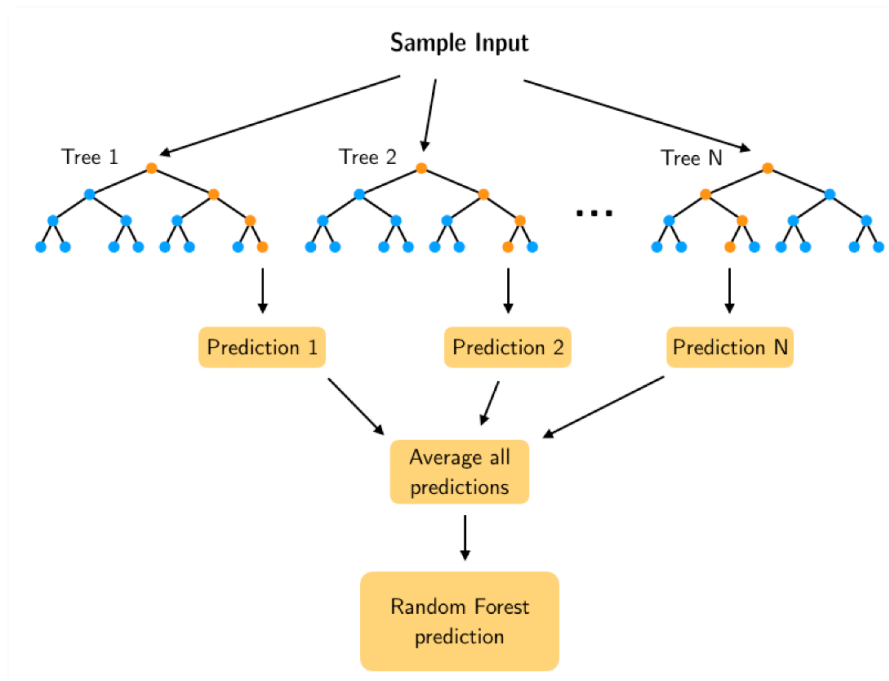 Sample Input
Tree 1
Tree 2
Tree N
...
Prediction 1
Prediction 2
Prediction N
Average all
predictions
Random Forest
prediction